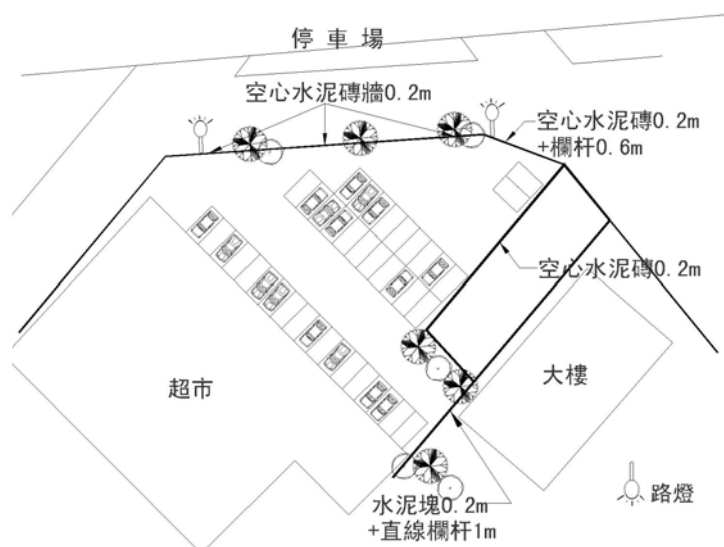 停車場
空心水泥磚牆0.2m
空心水泥磚0.2m
+欄杆0.6m
空心水泥磚0.2m
超市
大樓
水泥塊0.2m
+直線欄杆1m
路燈